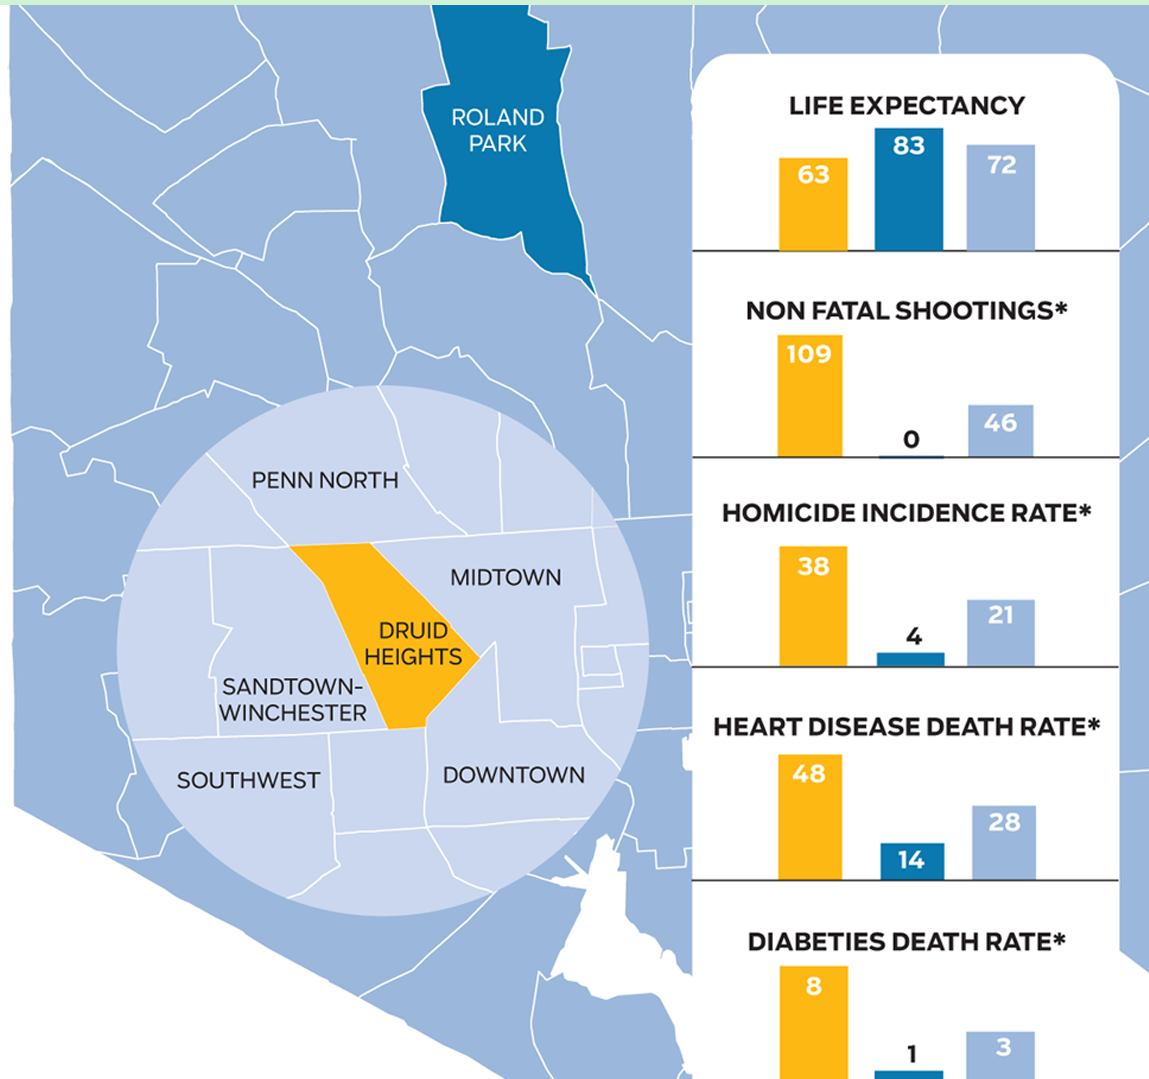 ROLAND
PARK
PENN NORTH
MIDTOWN
DRUID
HEIGHTS
SANDTOWN-
WINCHESTER
SOUTHWEST
DOWNTOWN
LIFE EXPECTANCY
63
83
72
NON FATAL SHOOTINGS*
109
0
46
HOMICIDE INCIDENCE RATE*
38
4
21
HEART DISEASE DEATH RATE*
48
14
28
DIABETIES DEATH RATE*
8
1
3